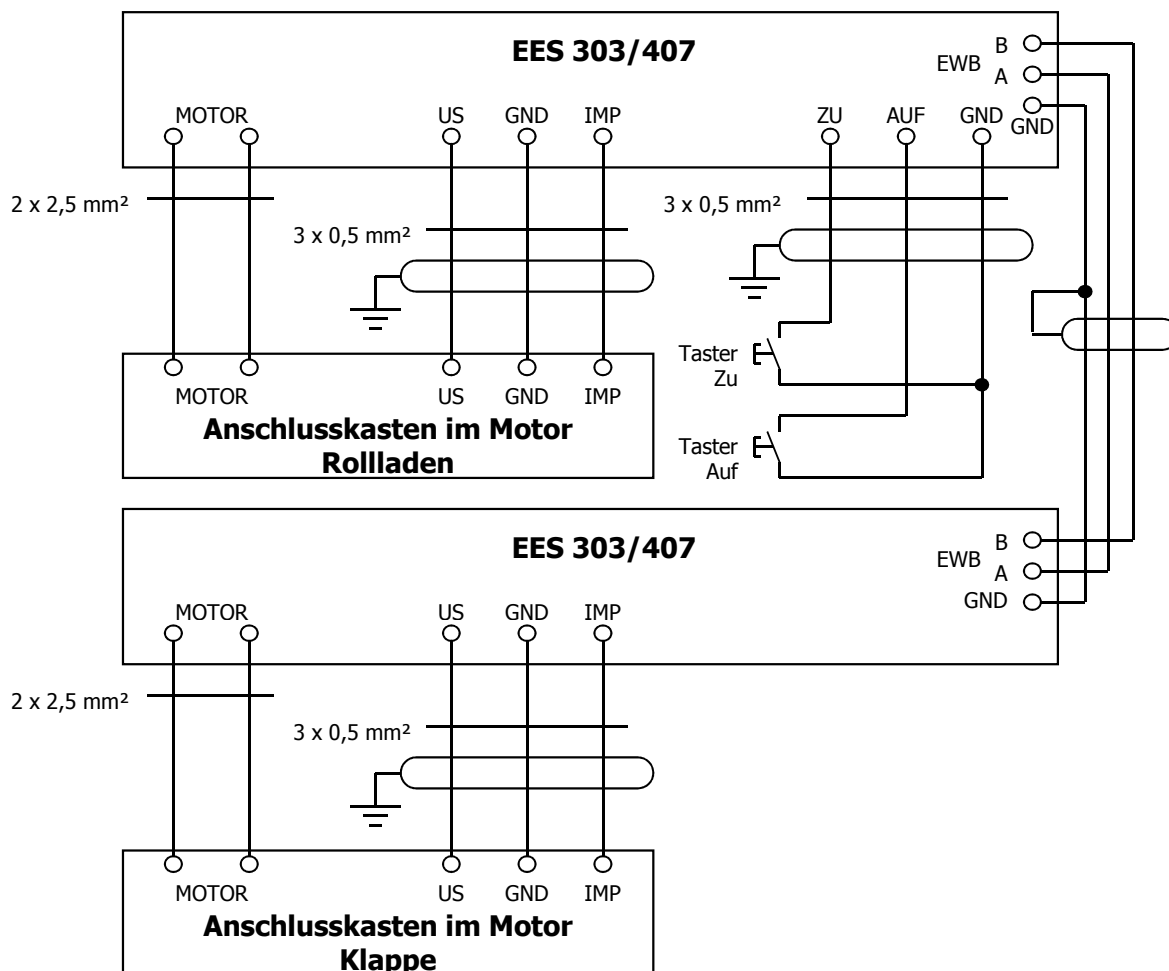 EES 303/407
B
EWB
A
MOTOR
US
GND
IMP
ZU
AUF
GND
GND
2 x 2,5 mm²
3 x 0,5 mm²
3 x 0,5 mm²
Taster
Zu
MOTOR
US
GND
IMP
Anschlusskasten im Motor
Rollladen
Taster
Auf
EES 303/407
B
EWB
A
GND
MOTOR
US
GND
IMP
2 x 2,5 mm²
3 x 0,5 mm²
MOTOR
US
GND
IMP
Anschlusskasten im Motor
Klappe